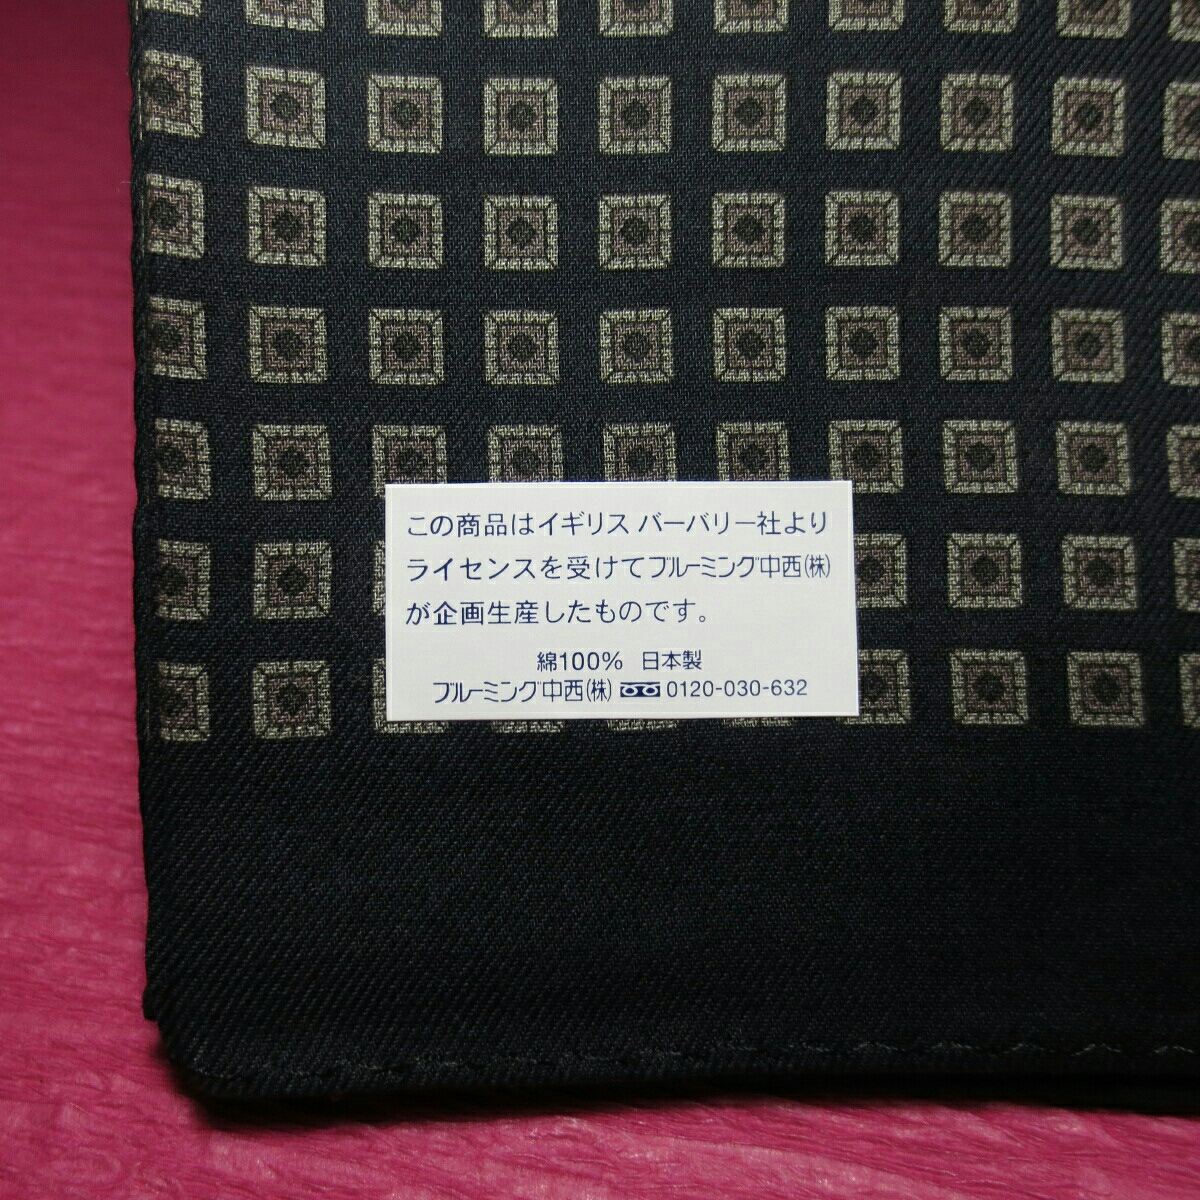 この商品はイギリス バーバリー社より
ライセンスを受けてブルーミング中西㈱
が企画生産したものです。
綿100% 日本製
ブルーミング中西㈱ 0120-030-632